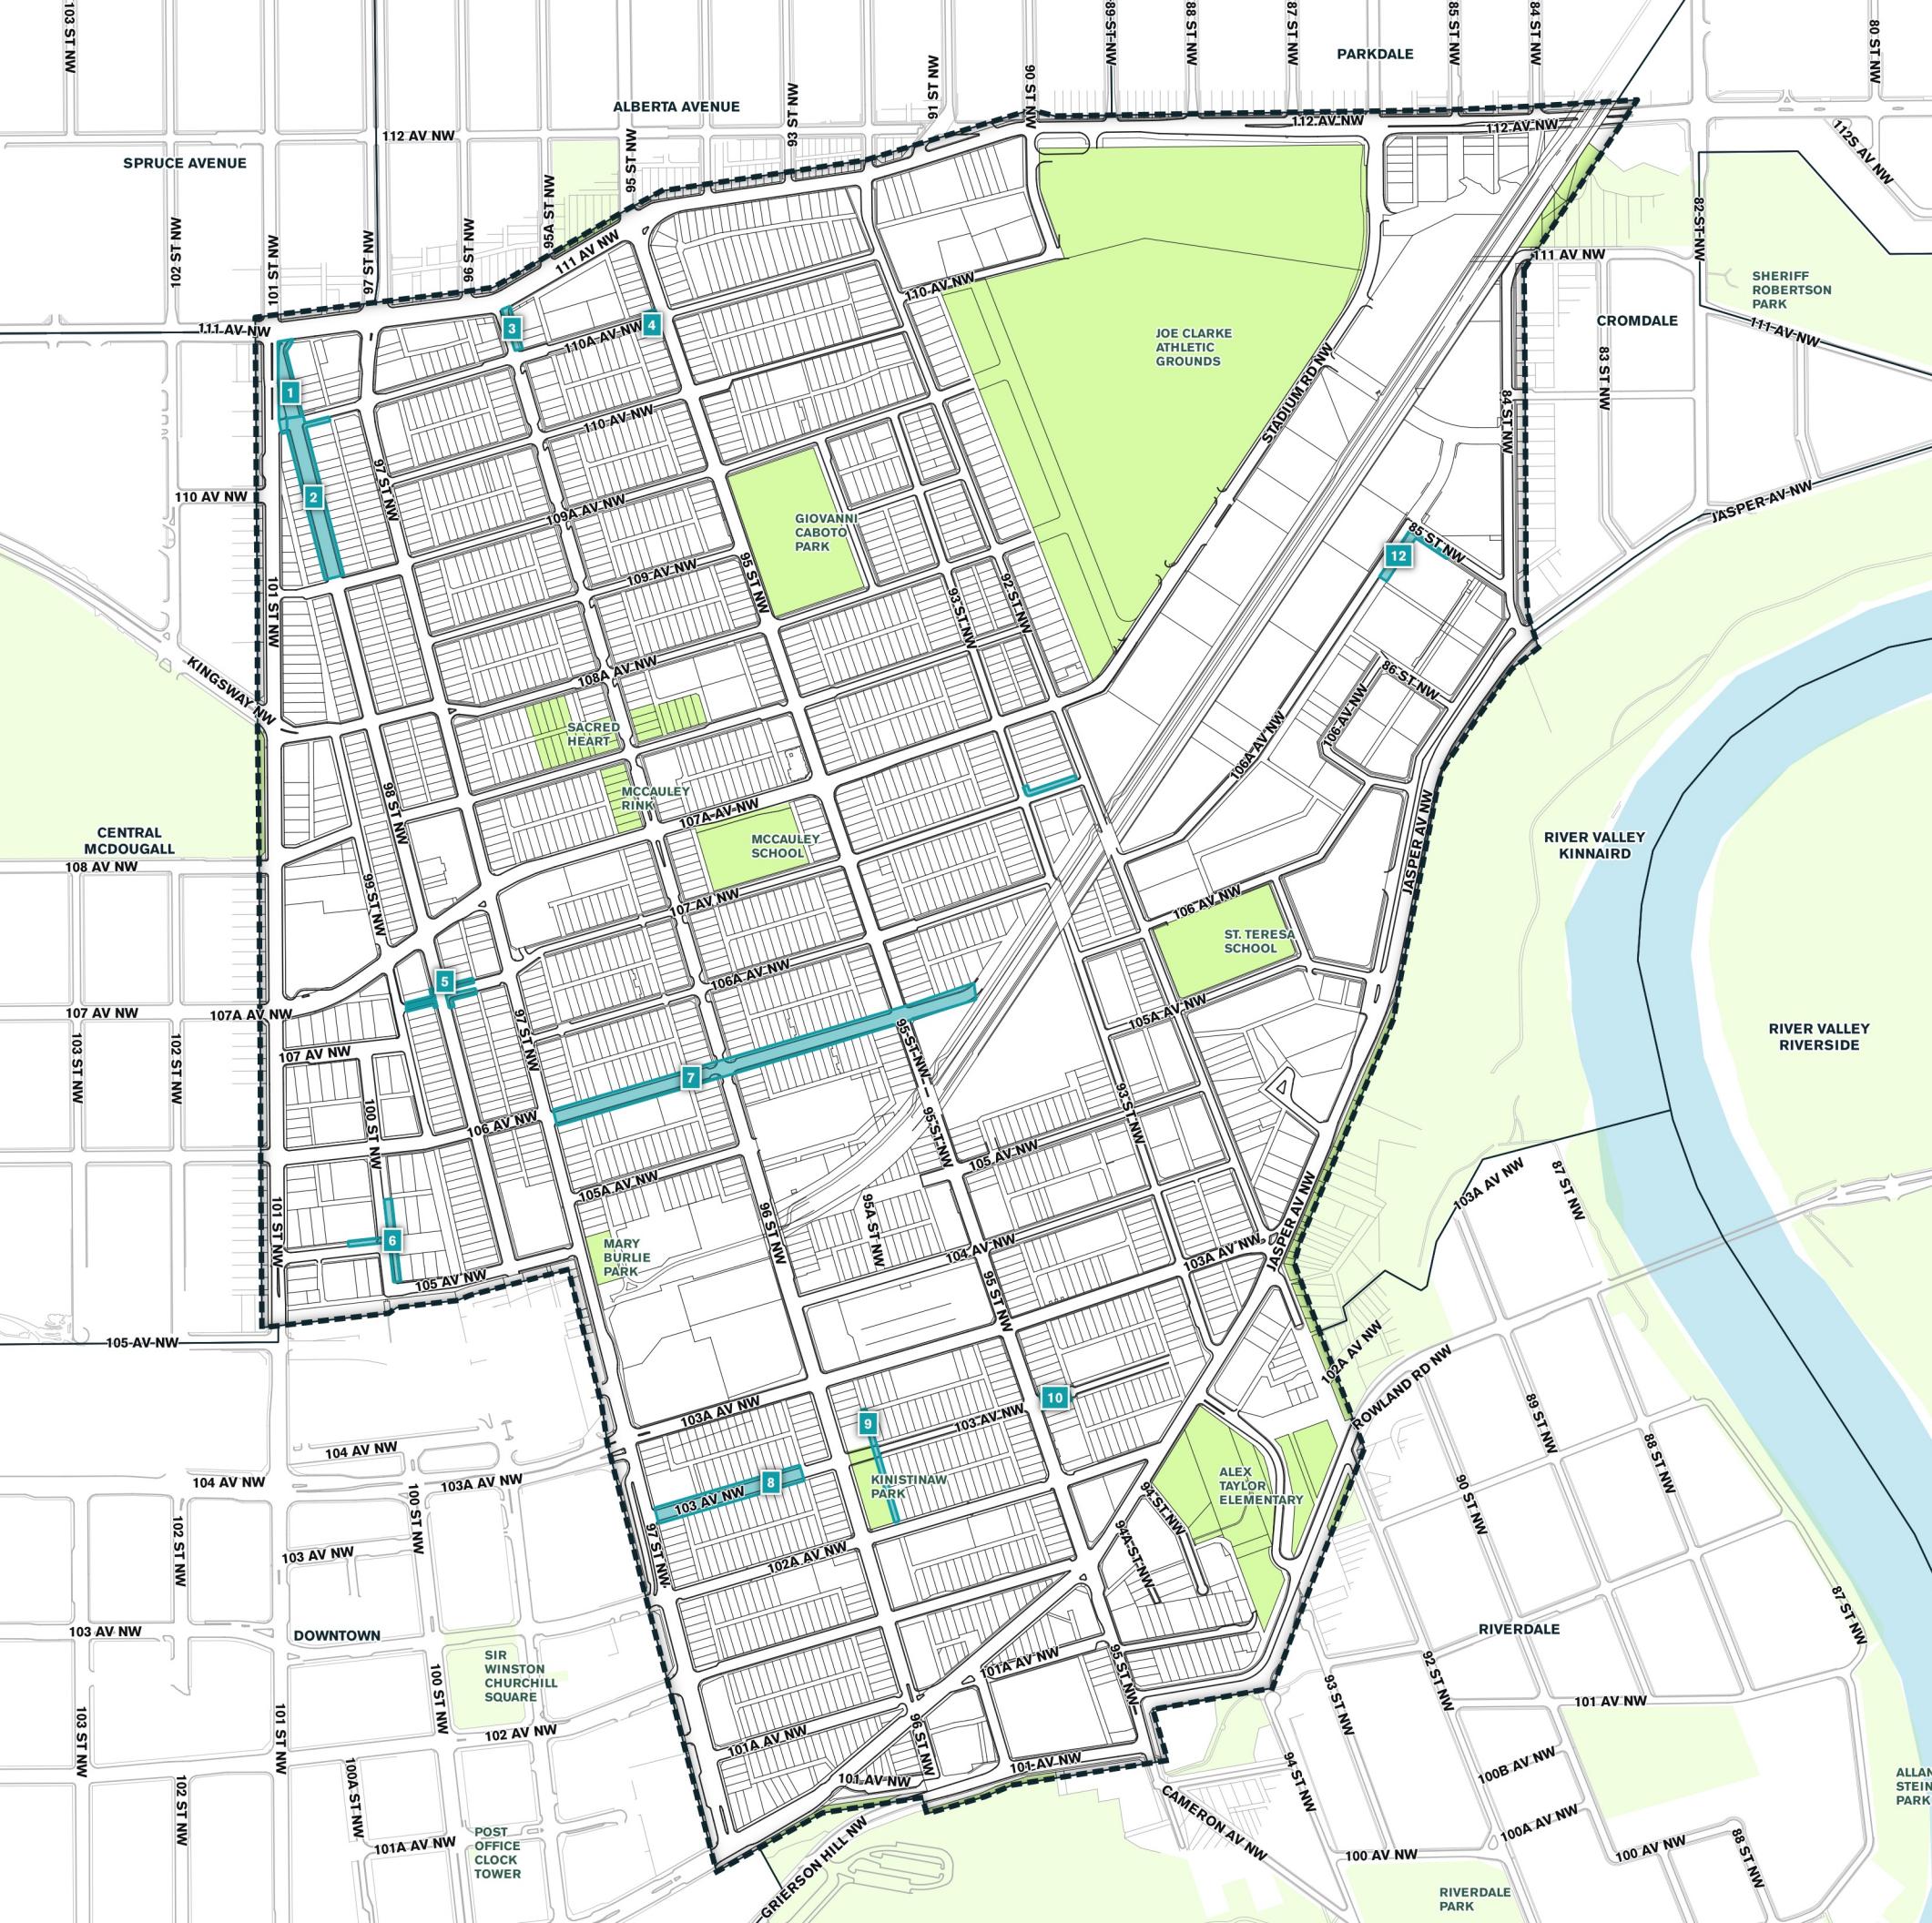 103 ST NW
89 ST NW
88 ST NW
87 ST NW
85 ST NW
84 ST NW
80 ST NW
PARKDALE
91 ST NW
90 ST NW
93 ST NW
ALBERTA AVENUE
112 AV NW
112 AV NW
112 AV NW
112S AV NW
SPRUCE AVENUE
95 ST NW
95A ST NW
102 ST NW
101 ST NW
97 ST NW
96 ST NW
82 ST NW
111 AV NW
111 AV NW
110 AV NW
SHERIFF
ROBERTSON
PARK
111 AV NW
3
4
110A AV NW
JOE CLARKE
ATHLETIC
GROUNDS
CROMDALE
111 AV NW
83 ST NW
1
STADIUM RD NW
84 ST NW
110 AV NW
97 ST NW
2
110 AV NW
109A AV NW
GIOVANNI
CABOTO
PARK
JASPER AV NW
85 ST NW
12
109 AV NW
95 ST NW
93 ST NW
92 ST NW
101 ST NW
KINGSWAY NW
108A AV NW
86 ST NW
106 AV NW
106A AV NW
SACRED
HEART
MCCAULEY
RINK
107A AV NW
98 ST NW
JASPER AV NW
CENTRAL
MCDOUGALL
MCCAULEY
SCHOOL
RIVER VALLEY
KINNAIRD
108 AV NW
99 ST NW
107 AV NW
106 AV NW
ST. TERESA
SCHOOL
5
106A AV NW
107 AV NW
107A AV NW
97 ST NW
95 ST NW
105A AV NW
RIVER VALLEY
RIVERSIDE
103 ST NW
102 ST NW
107 AV NW
7
100 ST NW
106 AV NW
95 ST NW
93 ST NW
105 AV NW
105A AV NW
103A AV NW
87 ST NW
101 ST NW
6
MARY
BURLIE
PARK
96 ST NW
95A ST NW
104 AV NW
103A AV NW
JASPER AV NW
105 AV NW
95 ST NW
105 AV NW
102A AV NW
ROWLAND RD NW
10
103A AV NW
9
103 AV NW
89 ST NW
88 ST NW
104 AV NW
104 AV NW
103A AV NW
8
103 AV NW
KINISTINAW
PARK
ALEX
TAYLOR
ELEMENTARY
94 ST NW
90 ST NW
102 ST NW
100 ST NW
103 AV NW
97 ST NW
102A AV NW
94A ST NW
87 ST NW
103 AV NW
DOWNTOWN
RIVERDALE
SIR
WINSTON
CHURCHILL
SQUARE
100 ST NW
101A AV NW
95 ST NW
92 ST NW
93 ST NW
101 AV NW
103 ST NW
101 ST NW
102 AV NW
101A AV NW
96 ST NW
101 AV NW
101 AV NW
94 ST NW
100B AV NW
ALLAN
STEIN
PARK
102 ST NW
100A ST NW
CAMERON AV NW
100A AV NW
POST
OFFICE
CLOCK
TOWER
101A AV NW
GRIERSON HILL NW
100 AV NW
100 AV NW
88 ST NW
RIVERDALE
PARK